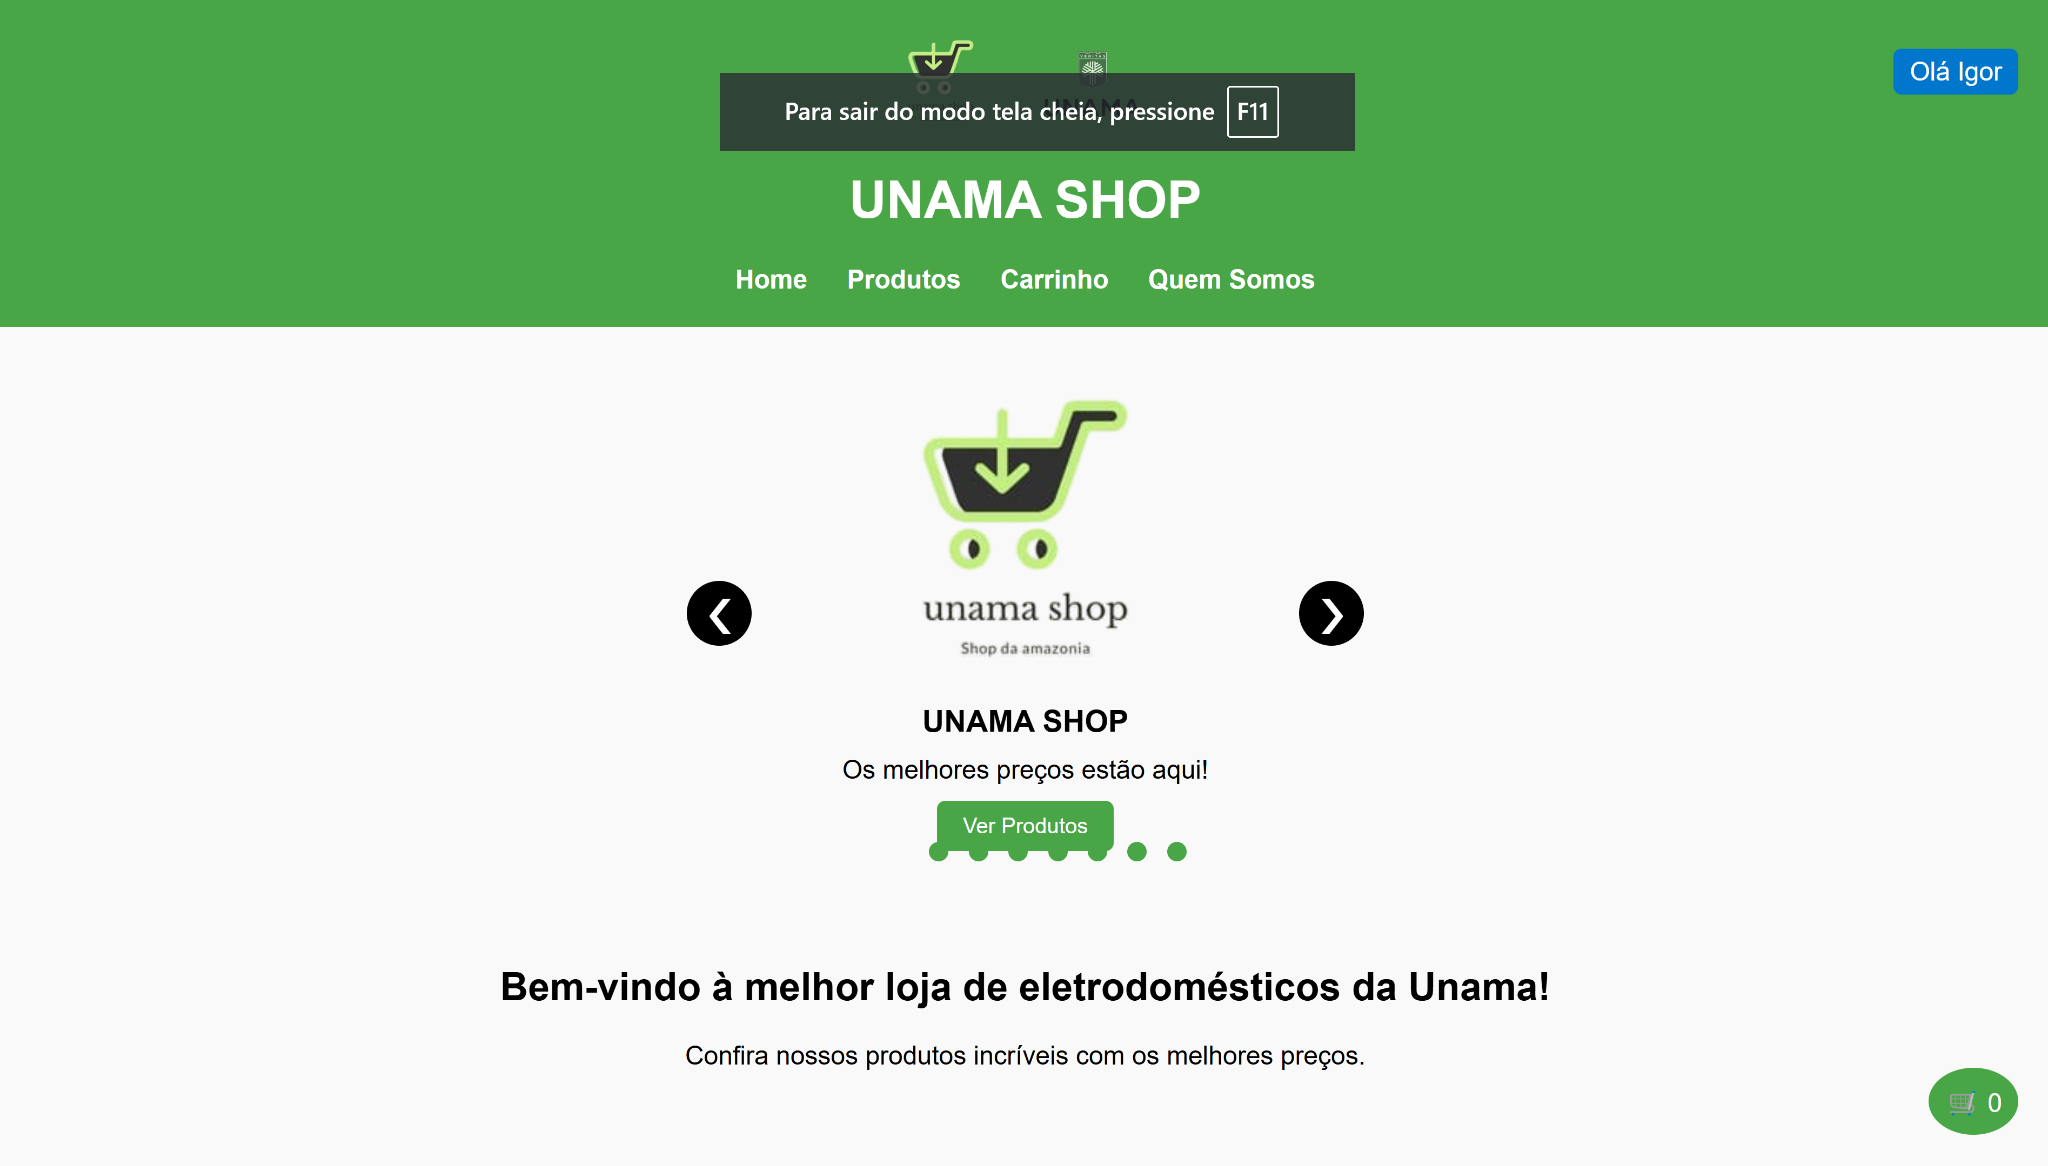 Olá Igor
UNAMA
Para sair do modo tela cheia, pressione F11
UNAMA SHOP
Home Produtos Carrinho Quem Somos
❮ ❯
unama shop
Shop da amazonia
UNAMA SHOP
Os melhores preços estão aqui!
Ver Produtos
Bem-vindo à melhor loja de eletrodomésticos da Unama!
Confira nossos produtos incríveis com os melhores preços.
🛒 0